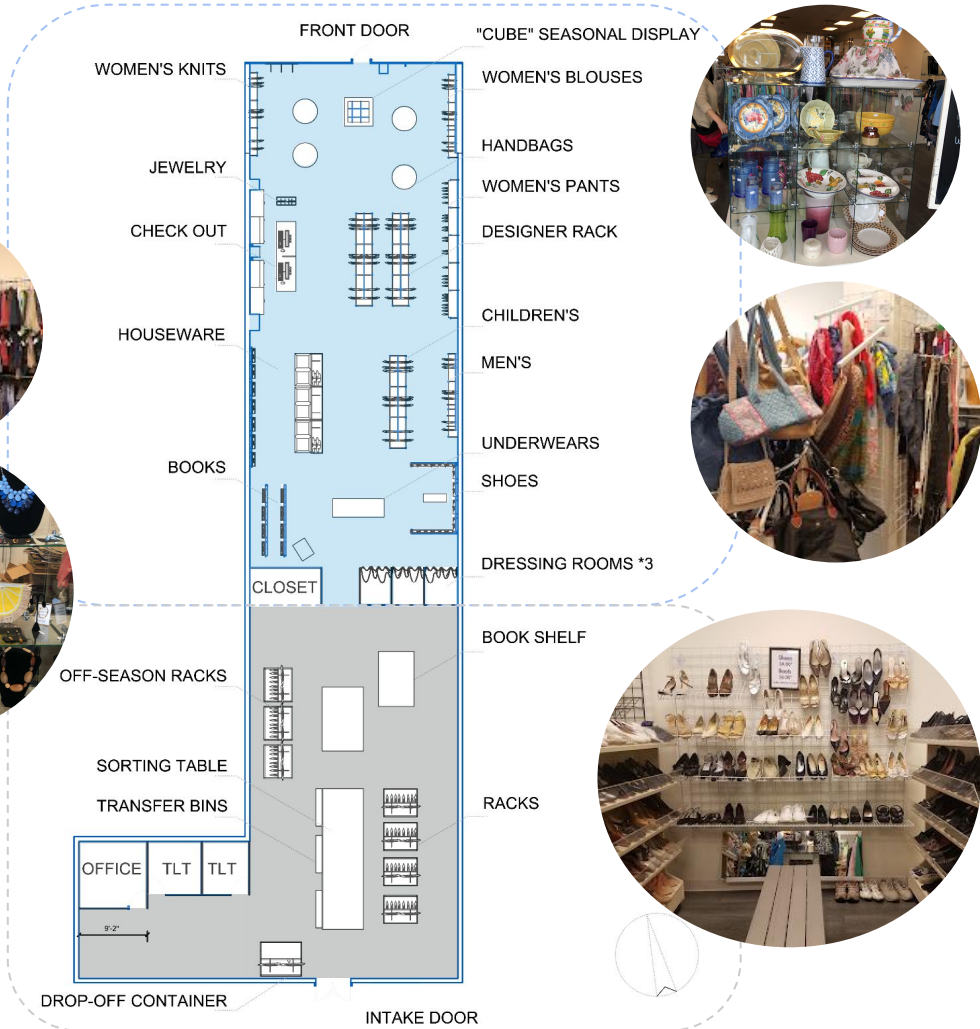 FRONT DOOR
"CUBE" SEASONAL DISPLAY
WOMEN'S KNITS
WOMEN'S BLOUSES
HANDBAGS
JEWELRY
WOMEN'S PANTS
CHECK OUT
DESIGNER RACK
CHILDREN'S
HOUSEWARE
MEN'S
UNDERWEARS
BOOKS
SHOES
DRESSING ROOMS *3
CLOSET
BOOK SHELF
OFF-SEASON RACKS
SORTING TABLE
TRANSFER BINS
RACKS
OFFICE
TLT
TLT
9'-2"
DROP-OFF CONTAINER
INTAKE DOOR